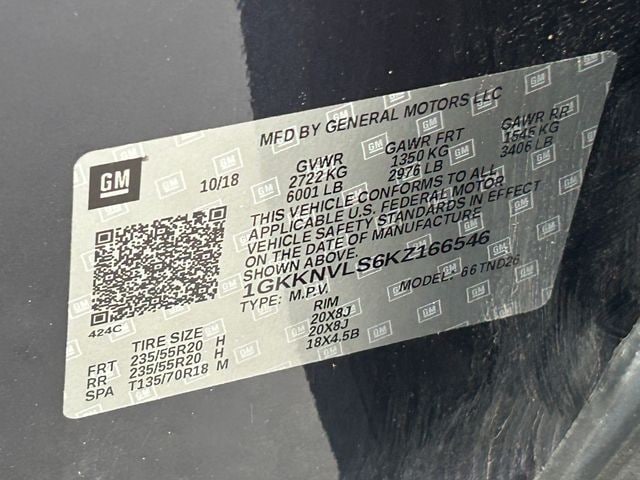 MFD BY GENERAL MOTORS LLC
GM
10/18
GVWR GAWR FRT GAWR RR
2722 KG 1350 KG 1545 KG
6001 LB 2976 LB 3406 LB
THIS VEHICLE CONFORMS TO ALL
APPLICABLE U.S. FEDERAL MOTOR
VEHICLE SAFETY STANDARDS IN EFFECT
ON THE DATE OF MANUFACTURE
SHOWN ABOVE
1GKKNVLS6KZ166546
TYPE: M.P.V. MODEL: 66TND26
424C
TIRE SIZE RIM
FRT 235/55R20 H 20X8J
RR 235/55R20 H 20X8J
SPA T135/70R18 M 18X4.5B